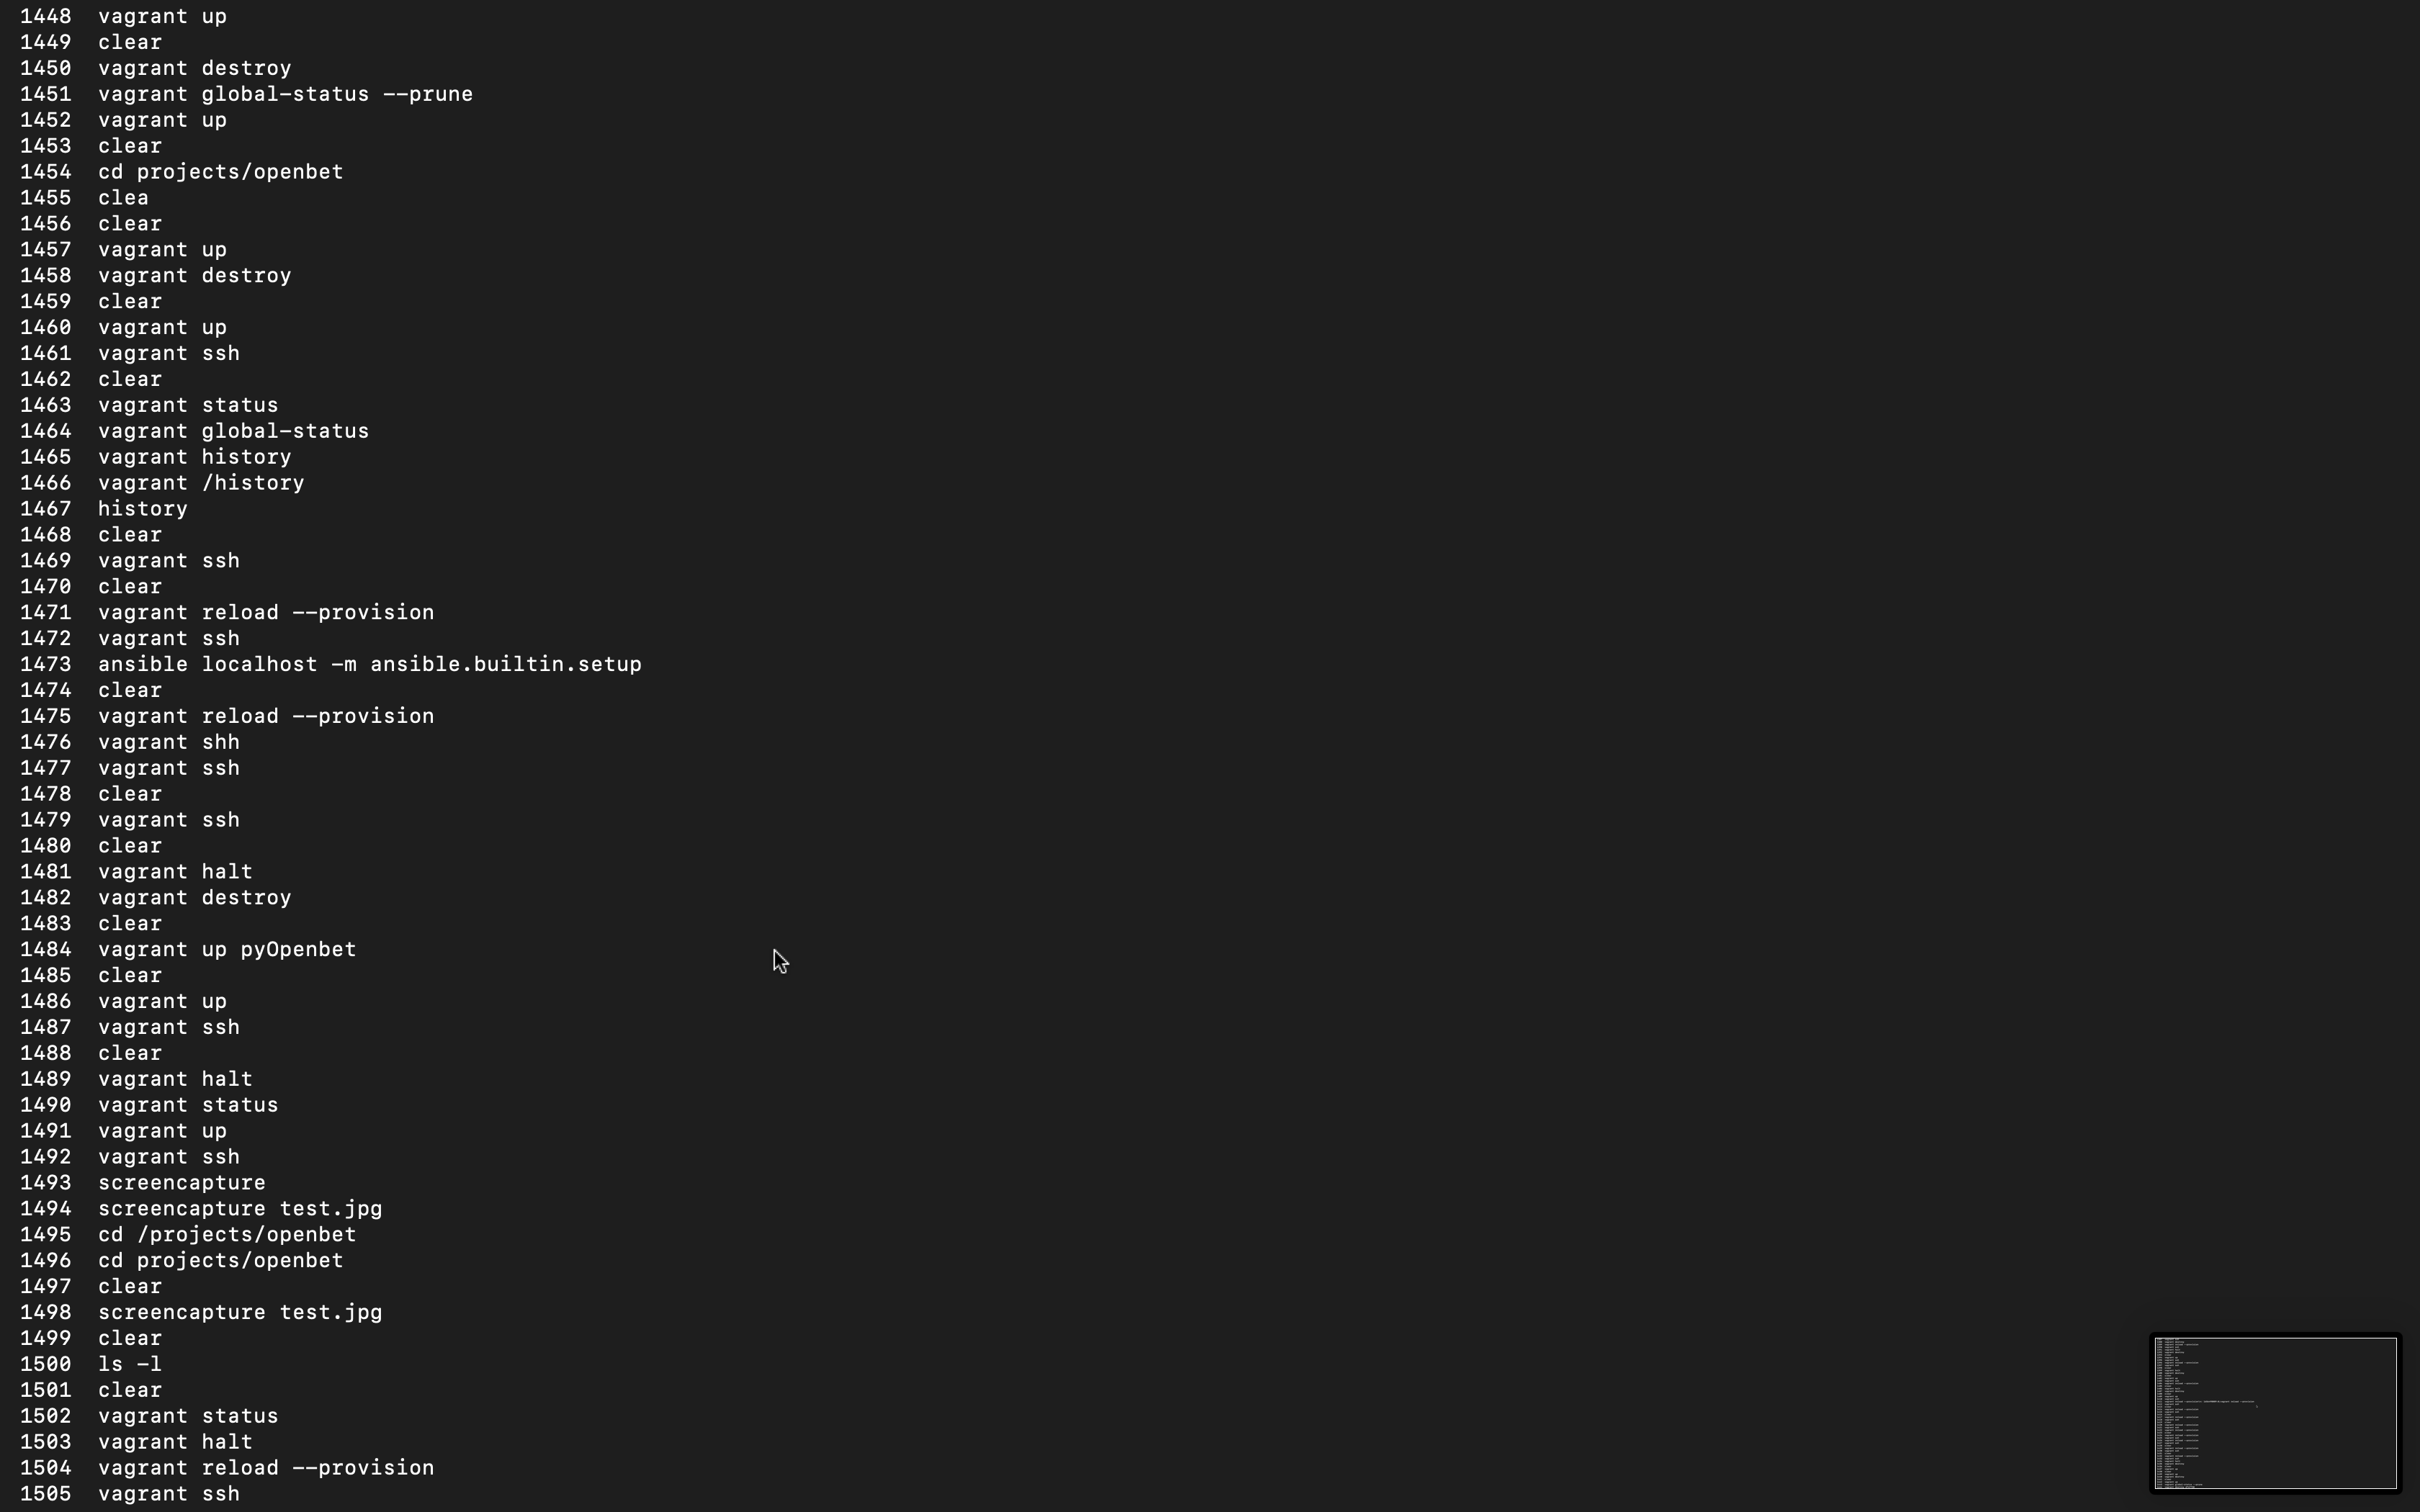 1448 vagrant up
1449 clear
1450 vagrant destroy
1451 vagrant global-status --prune
1452 vagrant up
1453 clear
1454 cd projects/openbet
1455 clea
1456 clear
1457 vagrant up
1458 vagrant destroy
1459 clear
1460 vagrant up
1461 vagrant ssh
1462 clear
1463 vagrant status
1464 vagrant global-status
1465 vagrant history
1466 vagrant /history
1467 history
1468 clear
1469 vagrant ssh
1470 clear
1471 vagrant reload --provision
1472 vagrant ssh
1473 ansible localhost -m ansible.builtin.setup
1474 clear
1475 vagrant reload --provision
1476 vagrant shh
1477 vagrant ssh
1478 clear
1479 vagrant ssh
1480 clear
1481 vagrant halt
1482 vagrant destroy
1483 clear
1484 vagrant up pyOpenbet
1485 clear
1486 vagrant up
1487 vagrant ssh
1488 clear
1489 vagrant halt
1490 vagrant status
1491 vagrant up
1492 vagrant ssh
1493 screencapture
1494 screencapture test.jpg
1495 cd /projects/openbet
1496 cd projects/openbet
1497 clear
1498 screencapture test.jpg
1499 clear
1500 ls -l
1501 clear
1502 vagrant status
1503 vagrant halt
1504 vagrant reload --provision
1505 vagrant ssh